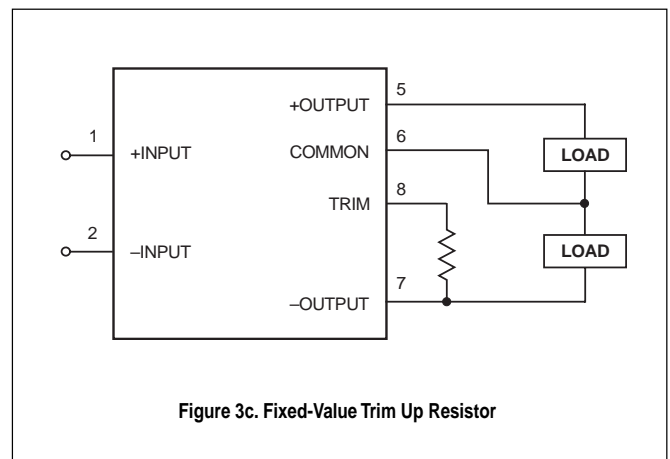 5
+OUTPUT
1
6
+INPUT
COMMON
LOAD
8
TRIM
2
–INPUT
LOAD
7
–OUTPUT
Figure 3c. Fixed-Value Trim Up Resistor